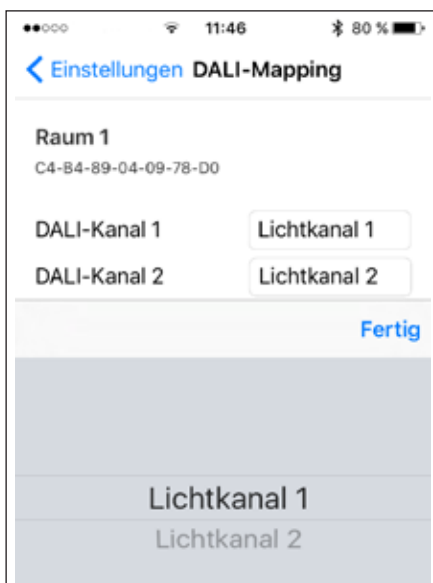 11:46 80 %
Einstellungen DALI-Mapping
Raum 1
C4-B4-89-04-09-78-D0
DALI-Kanal 1 Lichtkanal 1
DALI-Kanal 2 Lichtkanal 2
Fertig
Lichtkanal 1
Lichtkanal 2